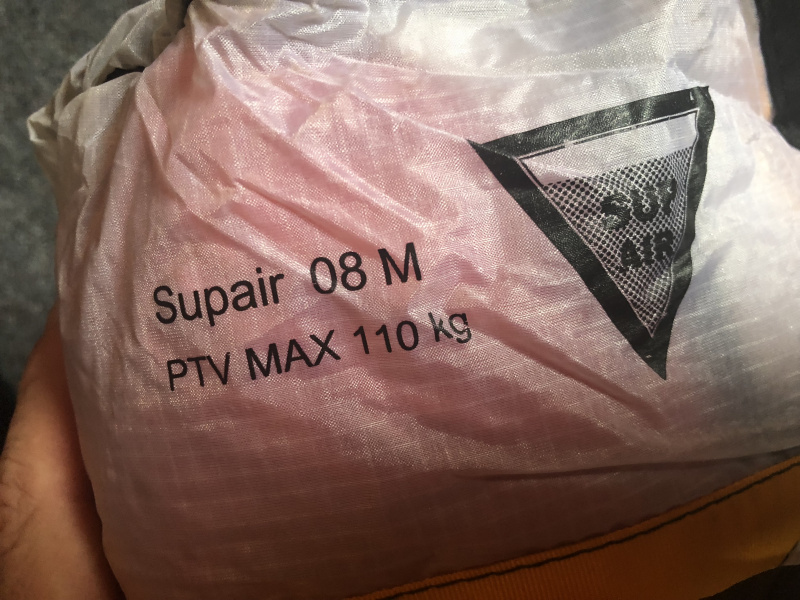 SUP
AIR
Supair 08 M
PTV MAX 110 kg